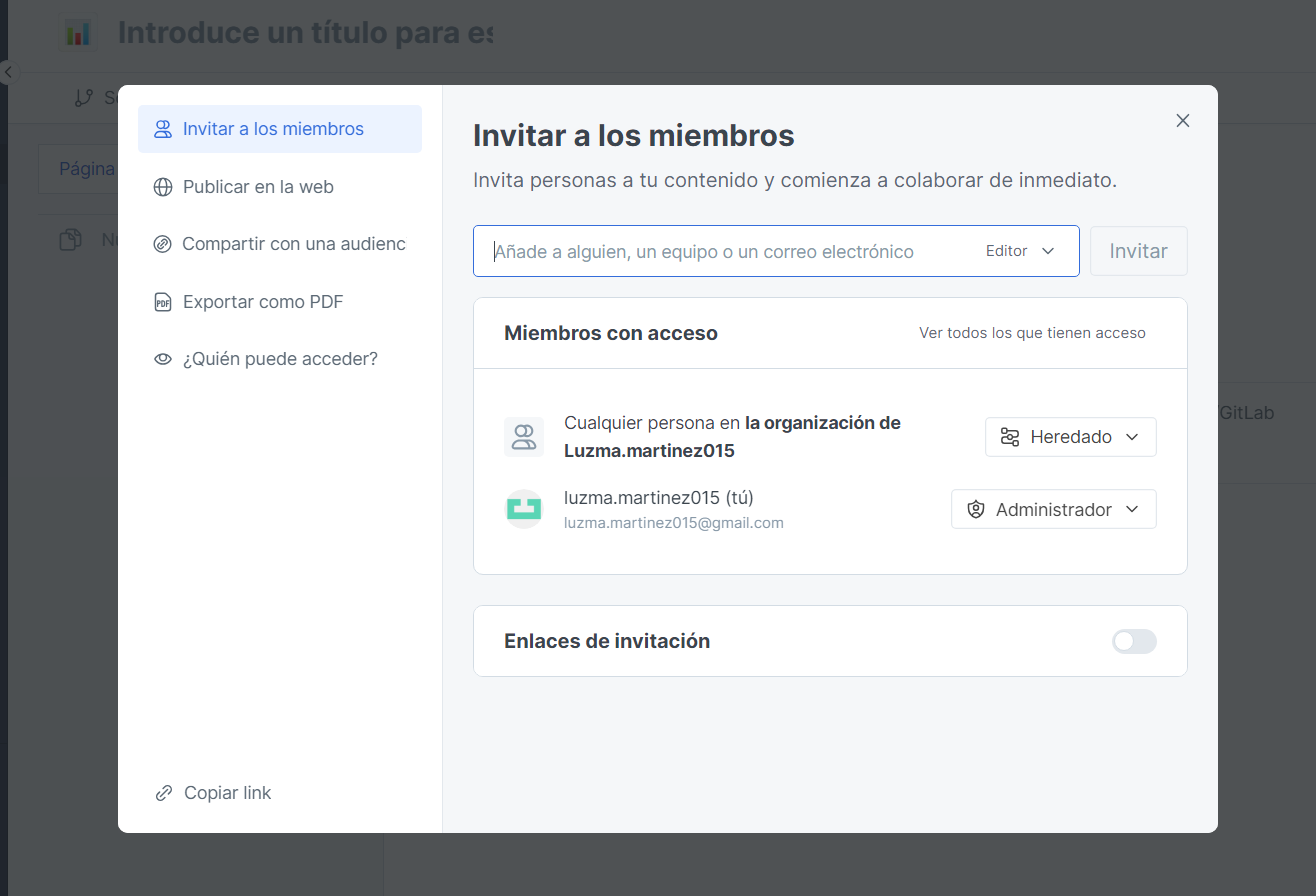 Introduce un título para es
Página
Invitar a los miembros
Publicar en la web
Compartir con una audienc
Exportar como PDF
PDF
¿Quién puede acceder?
Copiar link
Invitar a los miembros
Invita personas a tu contenido y comienza a colaborar de inmediato.
Añade a alguien, un equipo o un correo electrónico Editor Invitar
Miembros con acceso Ver todos los que tienen acceso
Cualquier persona en la organización de
Luzma.martinez015
Heredado
luzma.martinez015 (tú)
luzma.martinez015@gmail.com
Administrador
Enlaces de invitación
/GitLab